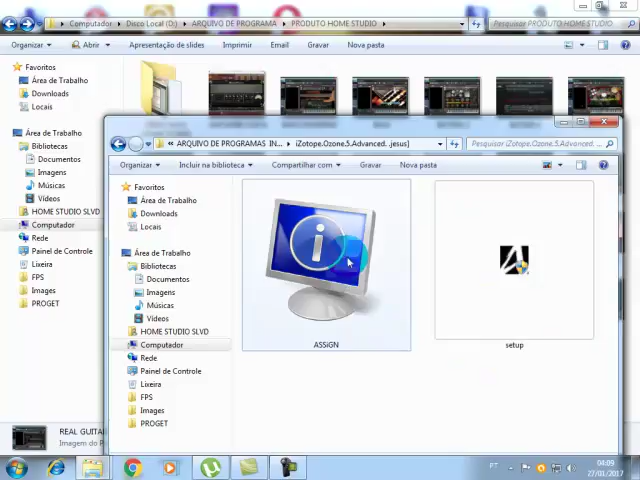 Computador ▸ Disco Local (D:) ▸ ARQUIVO DE PROGRAMA ▸ PRODUTO HOME STUDIO ▸
Pesquisar PRODUTO HOME STUDIO
Organizar Abrir Apresentação de slides Imprimir Email Gravar Nova pasta
Favoritos
Área de Trabalho
Downloads
Locais
Área de Trabalho
Bibliotecas
Documentos
Imagens
Músicas
Vídeos
HOME STUDIO SLVD
Computador
Rede
Painel de Controle
Lixeira
FPS
Images
PROGET
« ARQUIVO DE PROGRAMAS IN... ▸ iZotope.Ozone.5.Advanced. .jesus]
Pesquisar iZotope.Ozone.5.Advanced. ...
Organizar Incluir na biblioteca Compartilhar com Gravar Nova pasta
Favoritos
Área de Trabalho
Downloads
Locais
Área de Trabalho
Bibliotecas
Documentos
Imagens
Músicas
Vídeos
HOME STUDIO SLVD
Computador
Rede
Painel de Controle
Lixeira
FPS
Images
PROGET
ASSiGN
setup
REAL GUITA
Imagem do P
PT
04:09
27/01/2017